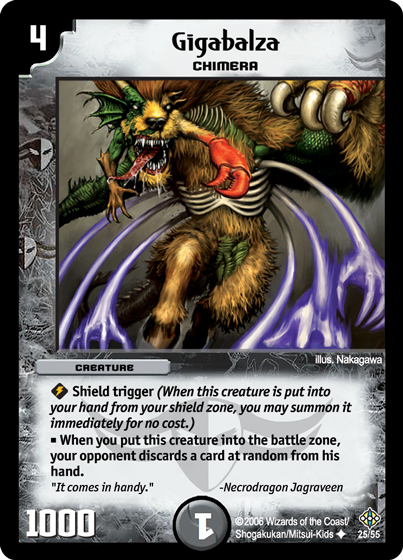 4
Gigabalza
CHIMERA
illus. Nakagawa
CREATURE
Shield trigger (When this creature is put into
your hand from your shield zone, you may summon it
immediately for no cost.)
▪ When you put this creature into the battle zone,
your opponent discards a card at random from his
hand.
"It comes in handy." -Necrodragon Jagraveen
1000
1
©2006 Wizards of the Coast/
Shogakukan/Mitsui-Kids ✦ 25/55